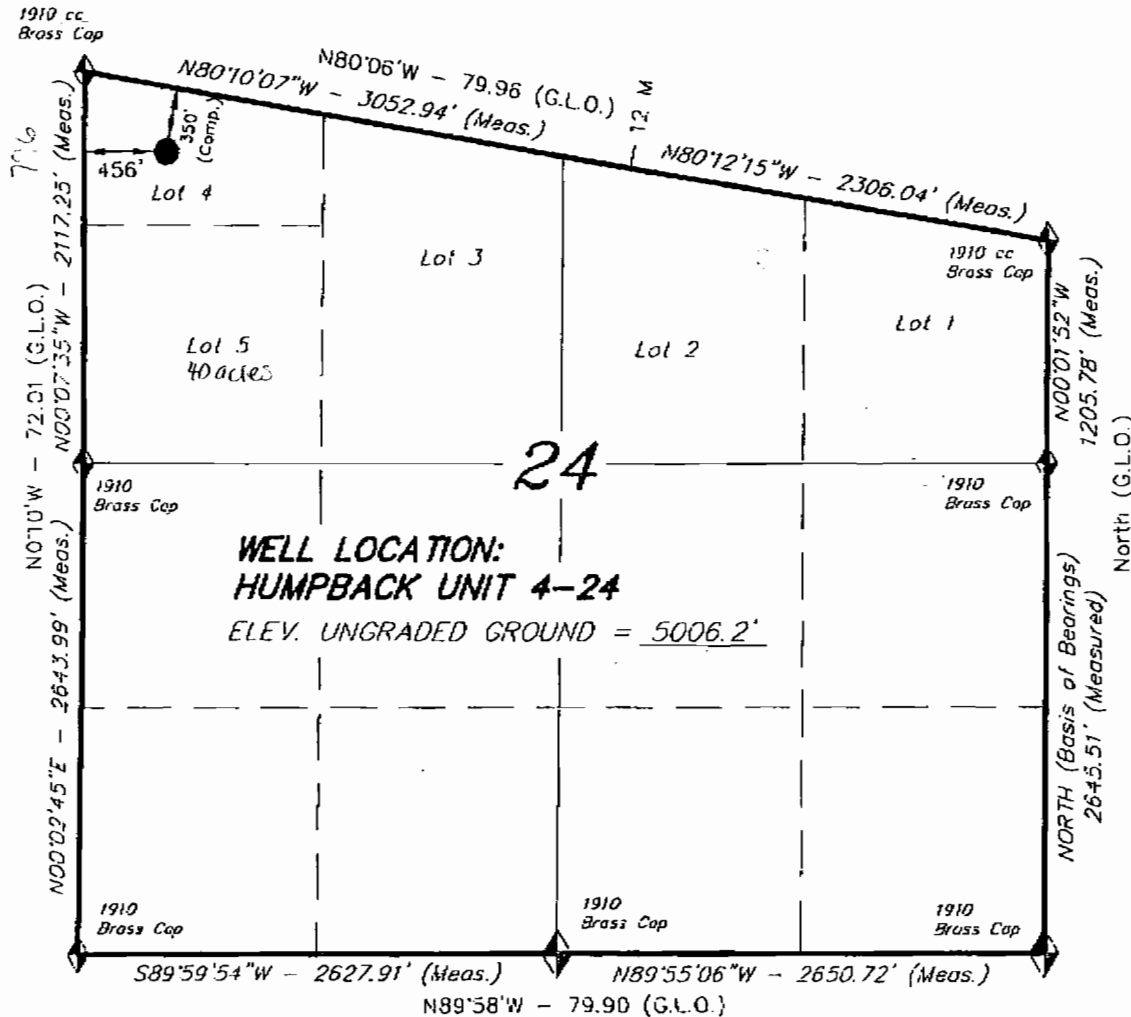 1910 cc
Brass Cap
N80°06'W - 79.96 (G.L.O.)
N80°10'07"W - 3052.94' (Meas.)
12 M
N80°12'15"W - 2306.04' (Meas.)
350'
(Comp.)
456'
Lot 4
Lot 3
1910 cc
Brass Cap
Lot 1
Lot 2
Lot 5
40 acres
N00°07'35"W - 2117.25' (Meas.)
N0°10'W - 72.01 (G.L.O.)
N00°01'52"W
1205.78' (Meas.)
North (G.L.O.)
24
1910
Brass Cap
1910
Brass Cap
WELL LOCATION:
HUMPBACK UNIT 4-24
ELEV. UNGRADED GROUND = 5006.2'
N00°02'45"E - 2643.99' (Meas.)
NORTH (Basis of Bearings)
2645.51' (Measured)
1910
Brass Cap
1910
Brass Cap
1910
Brass Cap
S89°59'54"W - 2627.91' (Meas.)
N89°55'06"W - 2650.72' (Meas.)
N89°58'W - 79.90 (G.L.O.)